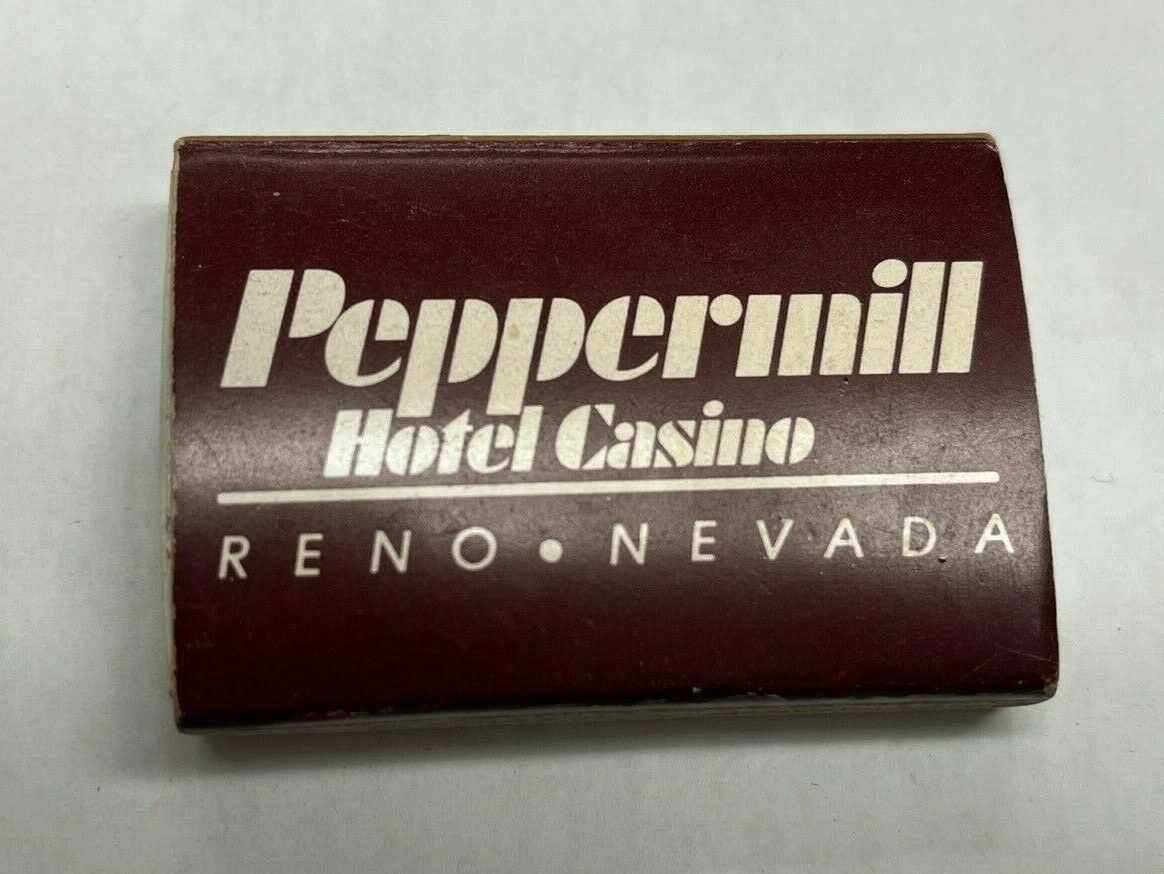 Peppermill
Hotel Casino
RENO • NEVADA